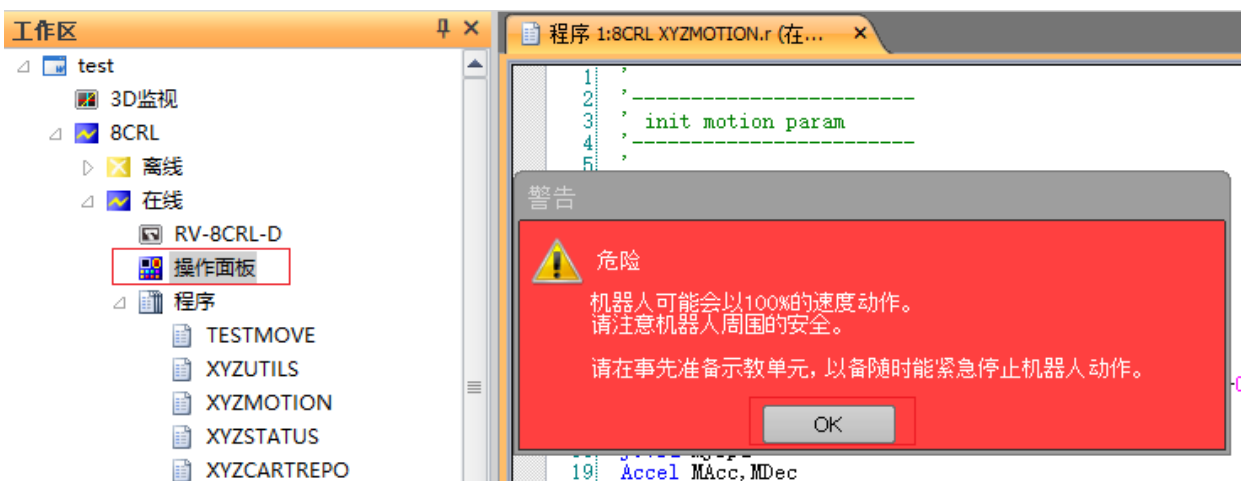 工作区
test
3D监视
8CRL
离线
在线
RV-8CRL-D
操作面板
程序
TESTMOVE
XYZUTILS
XYZMOTION
XYZSTATUS
XYZCARTREPO
程序 1:8CRL XYZMOTION.r (在...
1 '
2 '------------------------
3 ' init motion param
4 '------------------------
5 '
警告
危险
机器人可能会以100%的速度动作。
请注意机器人周围的安全。
请在事先准备示教单元，以备随时能紧急停止机器人动作。
OK
19 Accel MAcc,MDec